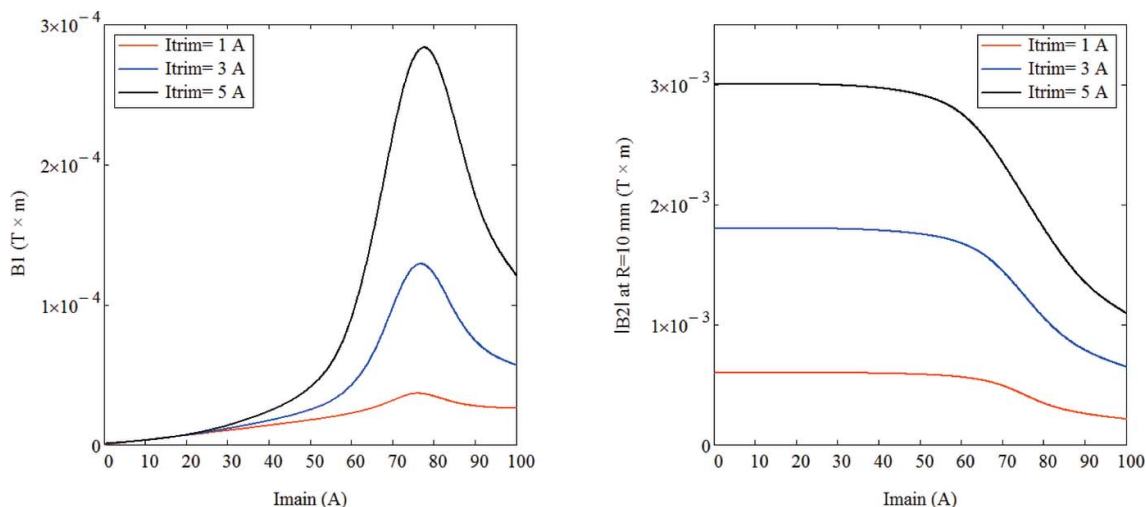 3×10⁻⁴
2×10⁻⁴
1×10⁻⁴
0
B1 (T × m)
Itrim= 1 A
Itrim= 3 A
Itrim= 5 A
0 10 20 30 40 50 60 70 80 90 100
Imain (A)
3×10⁻³
2×10⁻³
1×10⁻³
0
|B2| at R=10 mm (T × m)
Itrim= 1 A
Itrim= 3 A
Itrim= 5 A
0 10 20 30 40 50 60 70 80 90 100
Imain (A)